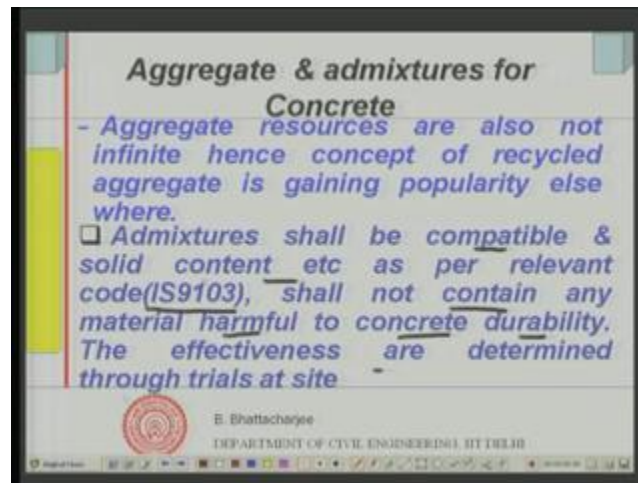 Aggregate & admixtures for
Concrete
- Aggregate resources are also not
infinite hence concept of recycled
aggregate is gaining popularity else
where.
❑ Admixtures shall be compatible &
solid content etc as per relevant
code(IS9103), shall not contain any
material harmful to concrete durability.
The effectiveness are determined
through trials at site
B. Bhattacharjee
DEPARTMENT OF CIVIL ENGINEERING, IIT DELHI